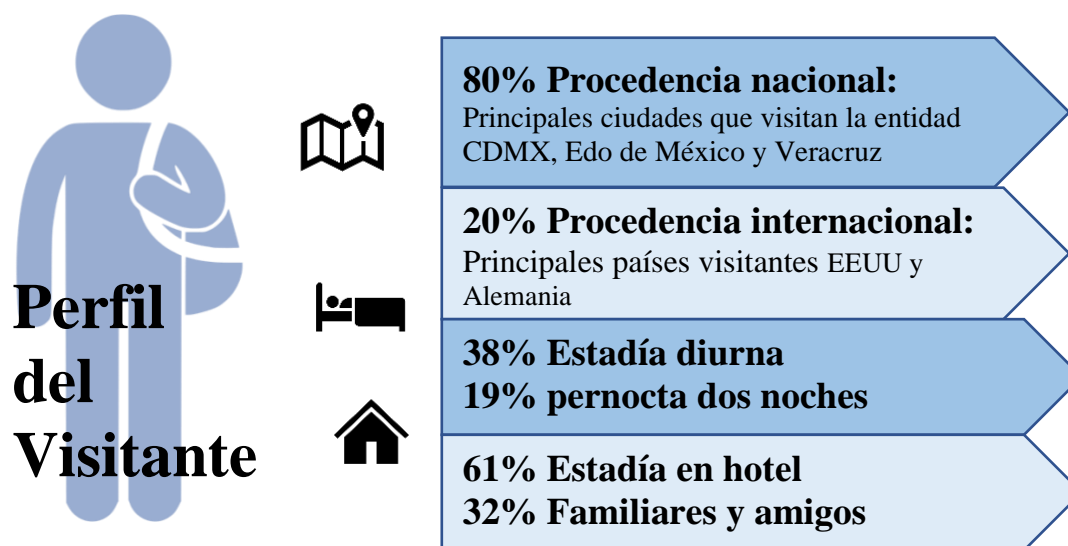 Perfil
del
Visitante
80% Procedencia nacional:
Principales ciudades que visitan la entidad
CDMX, Edo de México y Veracruz
20% Procedencia internacional:
Principales países visitantes EEUU y
Alemania
38% Estadía diurna
19% pernocta dos noches
61% Estadía en hotel
32% Familiares y amigos